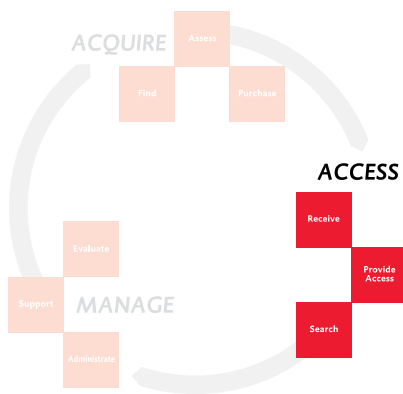 ACQUIRE
Assess
Find
Purchase
ACCESS
Receive
Provide
Access
Search
Evaluate
Support
MANAGE
Administrate